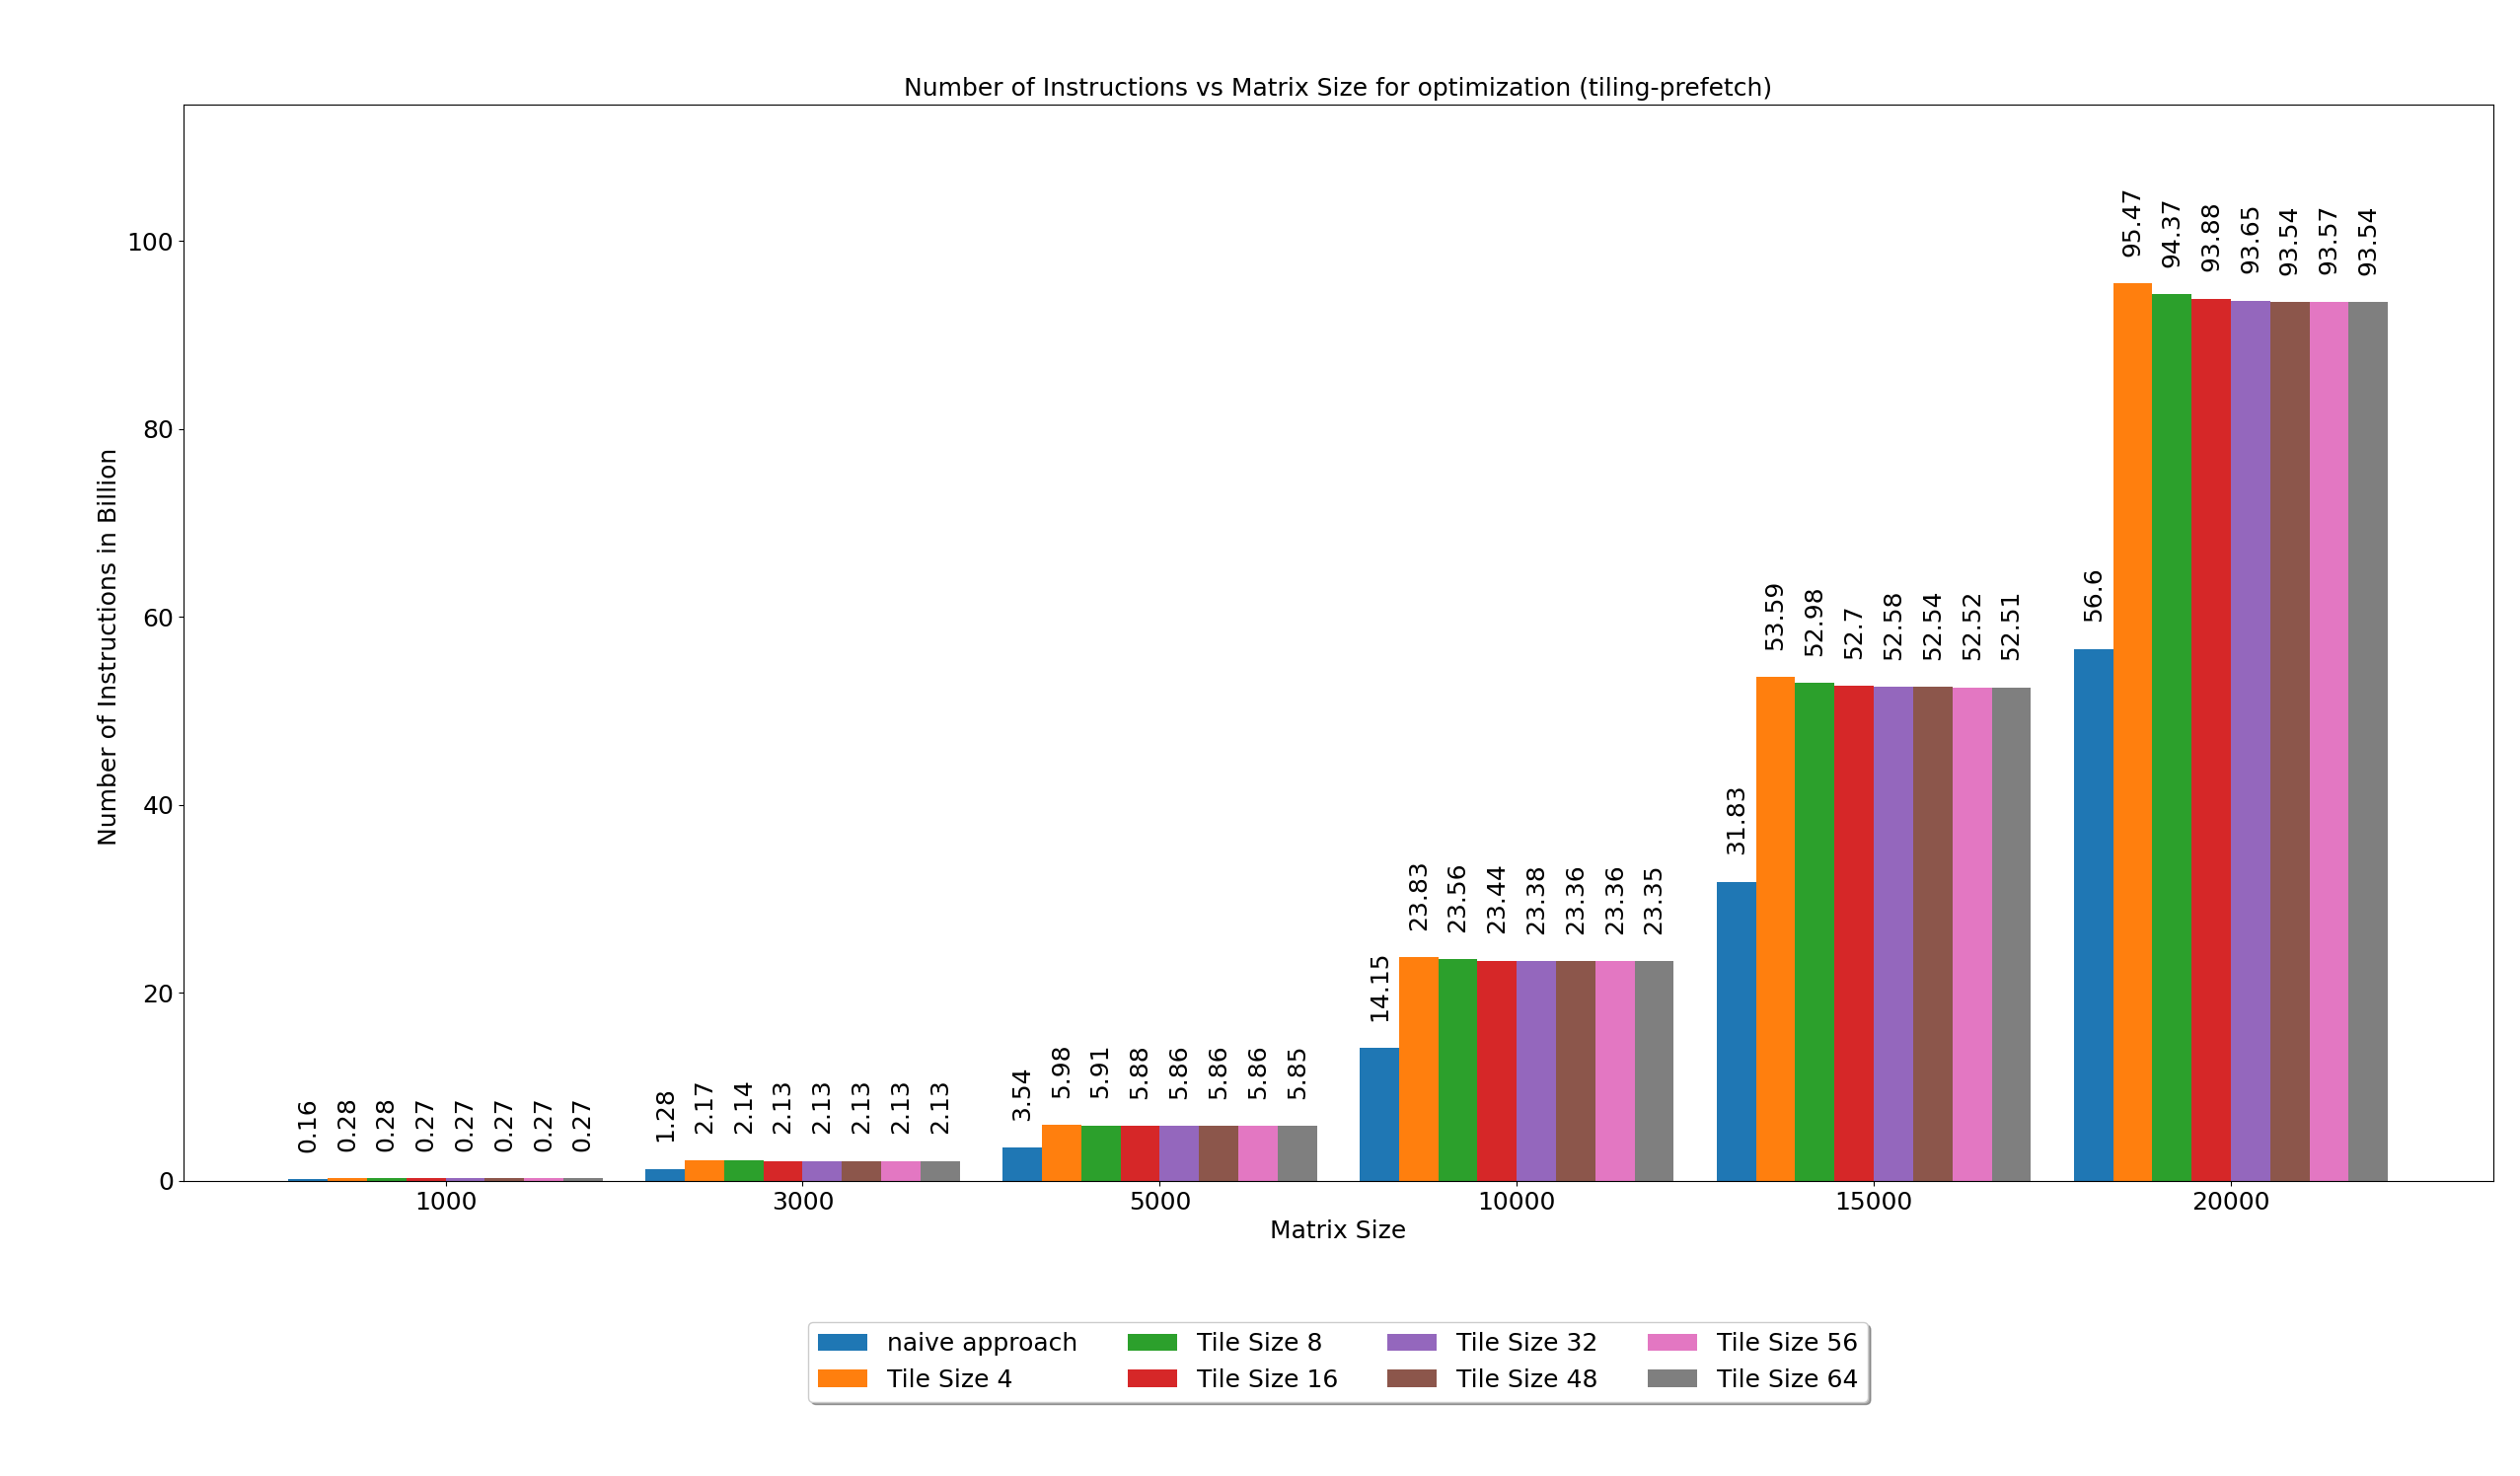 Number of Instructions vs Matrix Size for optimization (tiling-prefetch)
Number of Instructions in Billion
100
80
60
40
20
0
0.16 0.28 0.28 0.27 0.27 0.27 0.27 0.27
1.28 2.17 2.14 2.13 2.13 2.13 2.13 2.13
3.54 5.98 5.91 5.88 5.86 5.86 5.86 5.85
14.15 23.83 23.56 23.44 23.38 23.36 23.36 23.35
31.83 53.59 52.98 52.7 52.58 52.54 52.52 52.51
56.6 95.47 94.37 93.88 93.65 93.54 93.57 93.54
1000 3000 5000 10000 15000 20000
Matrix Size
naive approach Tile Size 8 Tile Size 32 Tile Size 56
Tile Size 4 Tile Size 16 Tile Size 48 Tile Size 64